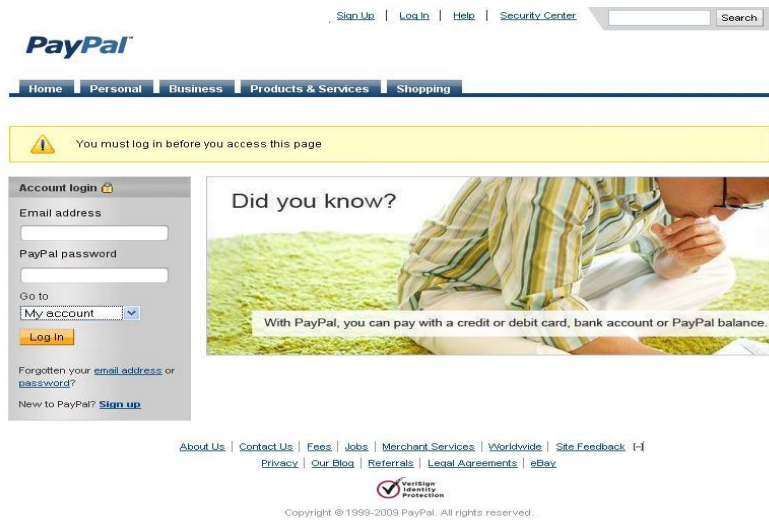 Sign Up | Log In | Help | Security Center Search
PayPal
Home Personal Business Products & Services Shopping
You must log in before you access this page
Account login
Email address
PayPal password
Go to
My account
Log In
Forgotten your email address or
password?
New to PayPal? Sign up
Did you know?
With PayPal, you can pay with a credit or debit card, bank account or PayPal balance.
About Us | Contact Us | Fees | Jobs | Merchant Services | Worldwide | Site Feedback [-]
Privacy | Our Blog | Referrals | Legal Agreements | eBay
VeriSign
Identity
Protection
Copyright © 1999-2009 PayPal. All rights reserved.